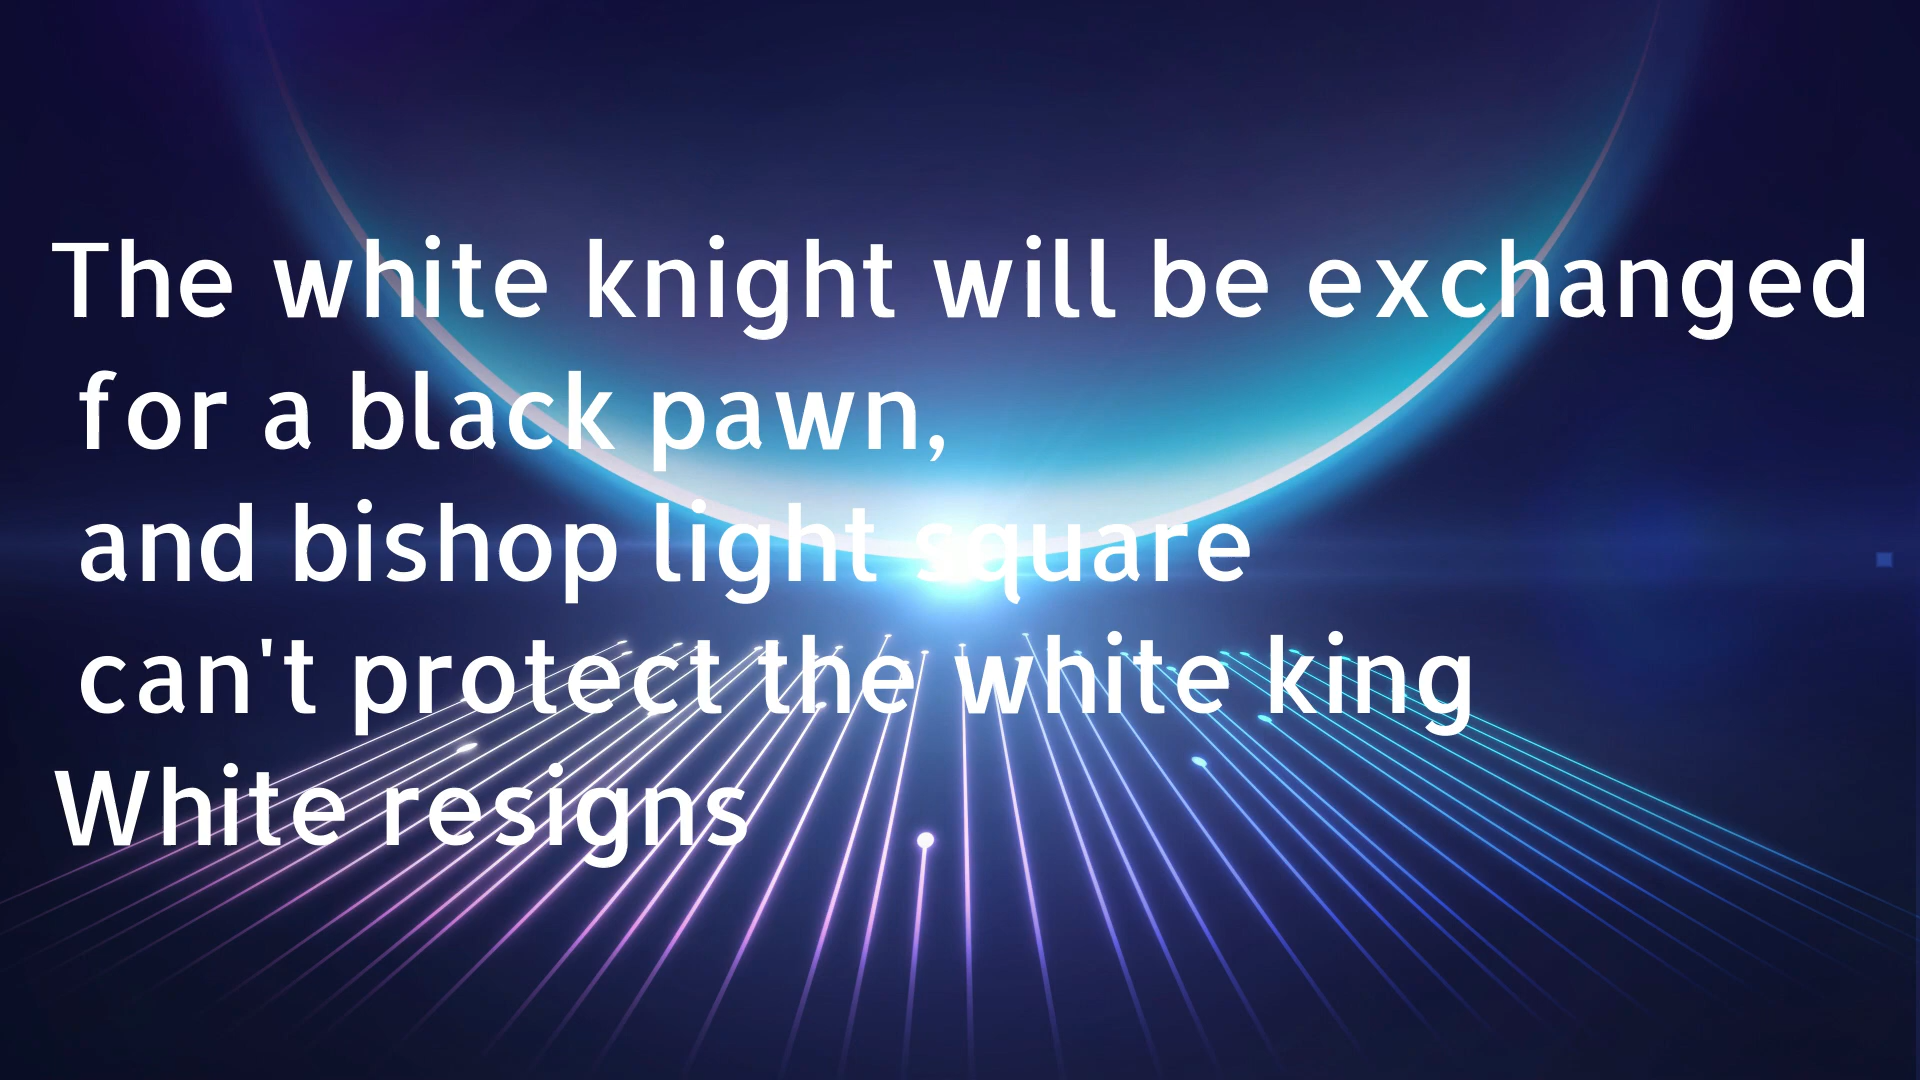 The white knight will be exchanged
for a black pawn,
and bishop light square
can't protect the white king
White resigns